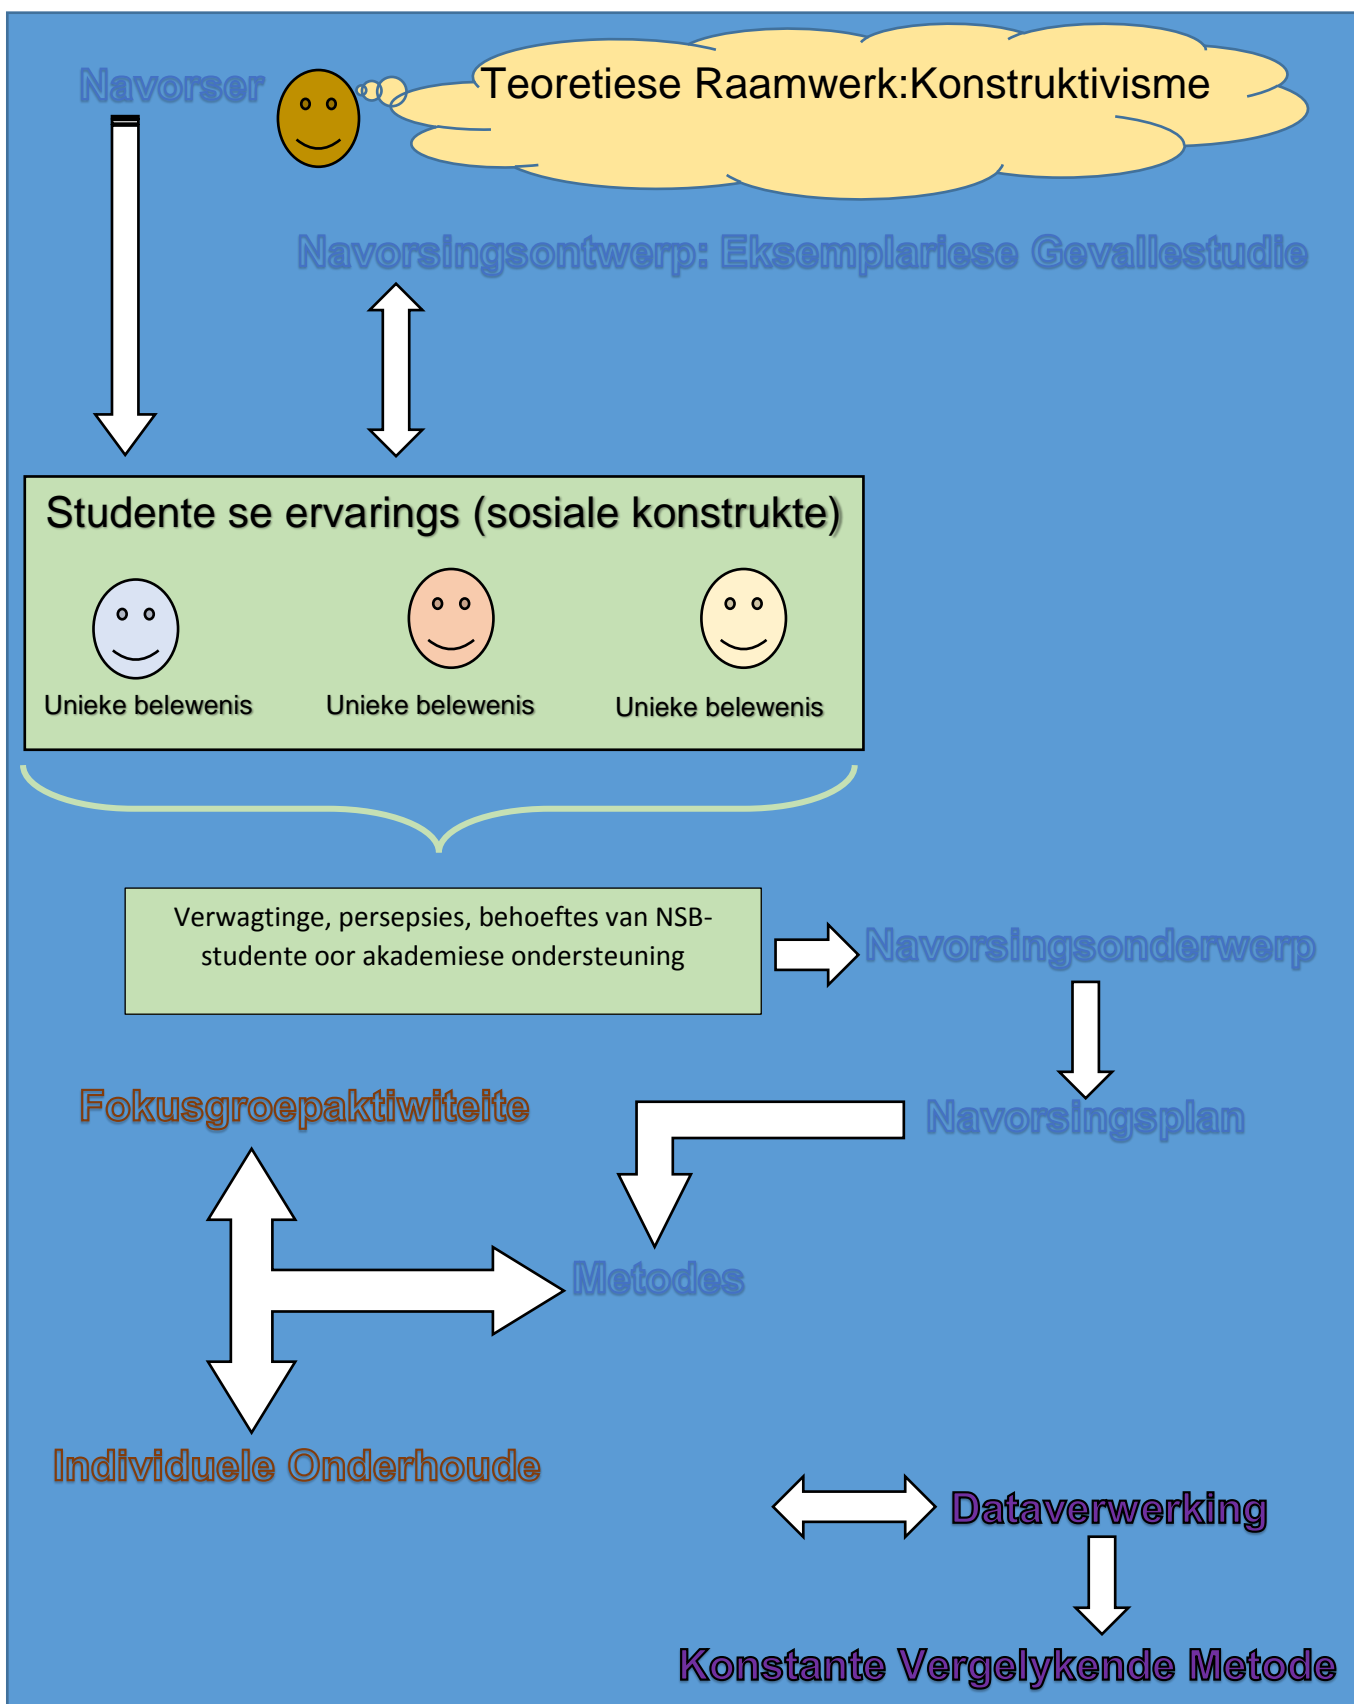 Navorser
Teoretiese Raamwerk:Konstruktivisme
Navorsingsontwerp: Eksemplariese Gevallestudie
Studente se ervarings (sosiale konstrukte)
Unieke belewenis
Unieke belewenis
Unieke belewenis
Verwagtinge, persepsies, behoeftes van NSB-
studente oor akademiese ondersteuning
Navorsingsonderwerp
Fokusgroepaktiwiteite
Navorsingsplan
Metodes
Individuele Onderhoude
Dataverwerking
Konstante Vergelykende Metode